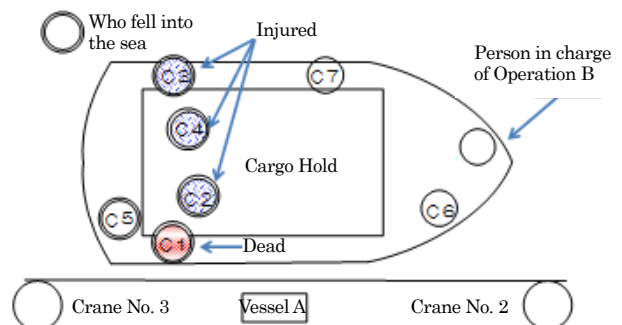 Who fell into
the sea
Injured
Person in charge
of Operation B
C3
C7
C4
Cargo Hold
C2
C5
C6
C1
Dead
Crane No. 3
Vessel A
Crane No. 2